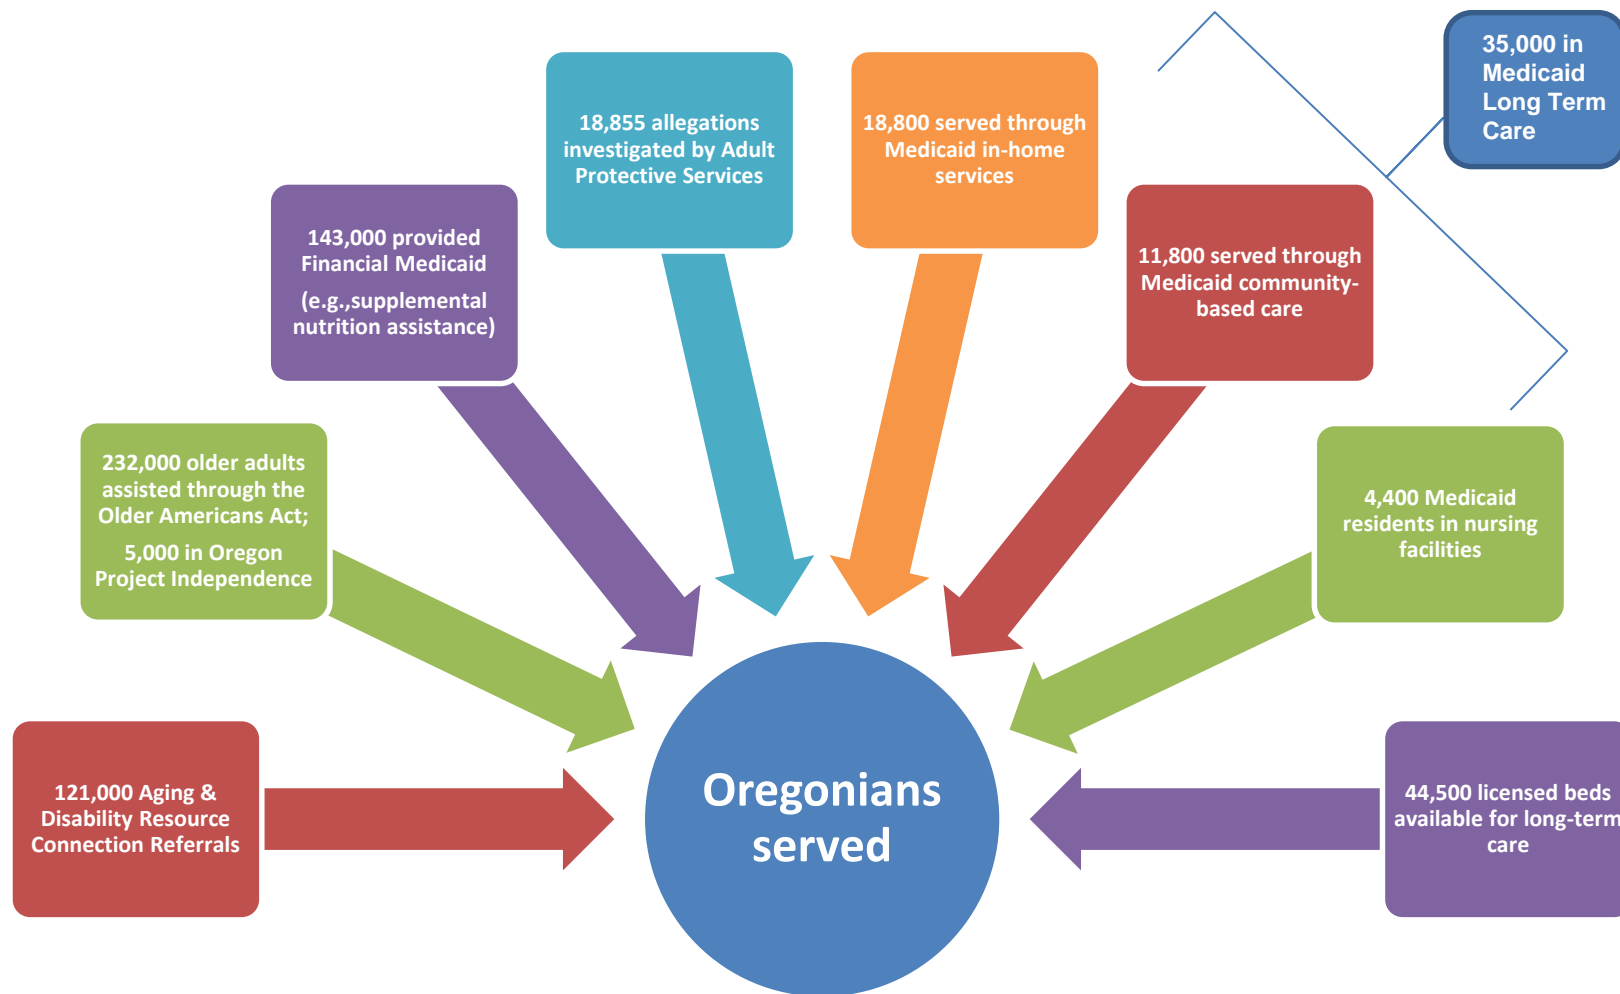 35,000 in
Medicaid
Long Term
Care
18,855 allegations
investigated by Adult
Protective Services
18,800 served through
Medicaid in-home
services
143,000 provided
Financial Medicaid
(e.g.,supplemental
nutrition assistance)
11,800 served through
Medicaid community-
based care
232,000 older adults
assisted through the
Older Americans Act;
5,000 in Oregon
Project Independence
4,400 Medicaid
residents in nursing
facilities
121,000 Aging &
Disability Resource
Connection Referrals
Oregonians
served
44,500 licensed beds
available for long-term
care